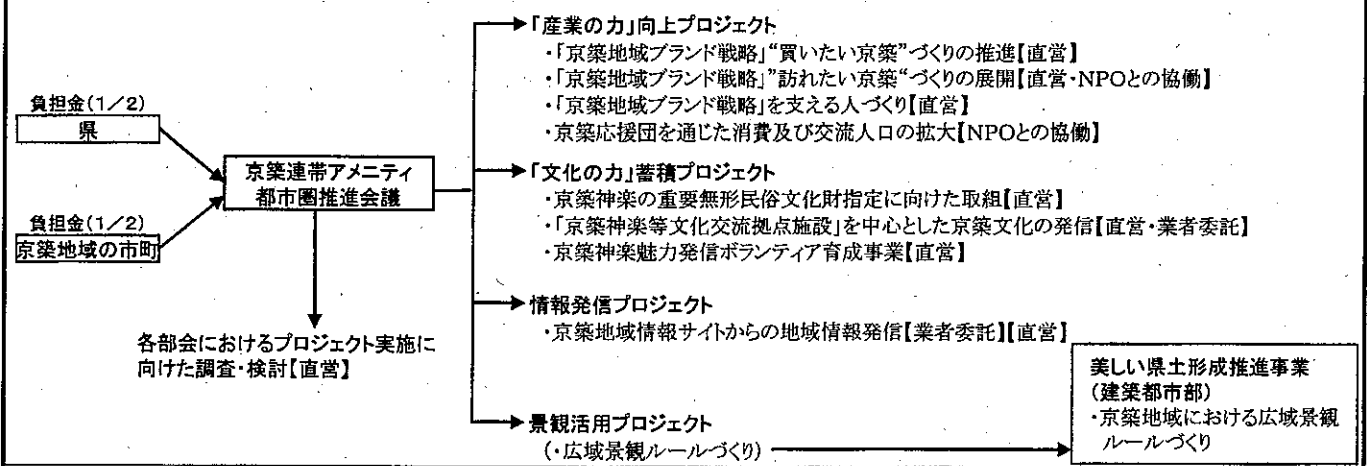 負担金(1/2)
県
負担金(1/2)
京築地域の市町
京築連帯アメニティ
都市圏推進会議
各部会におけるプロジェクト実施に
向けた調査・検討【直営】
「産業の力」向上プロジェクト
・「京築地域ブランド戦略」“買いたい京築”づくりの推進【直営】
・「京築地域ブランド戦略」”訪れたい京築“づくりの展開【直営・NPOとの協働】
・「京築地域ブランド戦略」を支える人づくり【直営】
・京築応援団を通じた消費及び交流人口の拡大【NPOとの協働】
「文化の力」蓄積プロジェクト
・京築神楽の重要無形民俗文化財指定に向けた取組【直営】
・「京築神楽等文化交流拠点施設」を中心とした京築文化の発信【直営・業者委託】
・京築神楽魅力発信ボランティア育成事業【直営】
情報発信プロジェクト
・京築地域情報サイトからの地域情報発信【業者委託】【直営】
景観活用プロジェクト
(・広域景観ルールづくり)
美しい県土形成推進事業
(建築都市部)
・京築地域における広域景観
ルールづくり